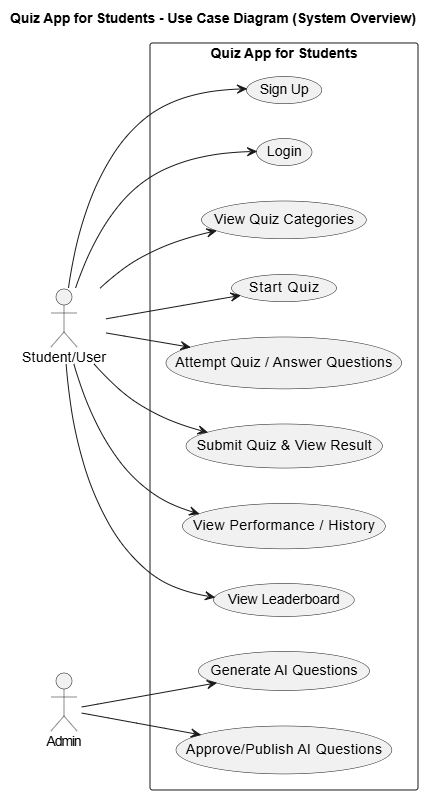 Quiz App for Students - Use Case Diagram (System Overview)
Quiz App for Students
Sign Up
Login
View Quiz Categories
Start Quiz
Student/User
Attempt Quiz / Answer Questions
Submit Quiz & View Result
View Performance / History
View Leaderboard
Generate AI Questions
Admin
Approve/Publish AI Questions